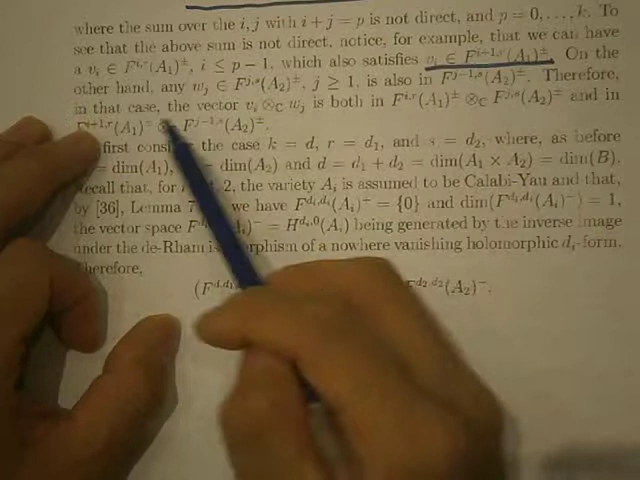 where the sum over the i, j with i + j = p is not direct, and p = 0, . . . , k. To
see that the above sum is not direct, notice, for example, that we can have
a v_i ∈ F^{i,r}(A_1)^±, i ≤ p − 1, which also satisfies v_i ∈ F^{i+1,r}(A_1)^±. On the
other hand, any w_j ∈ F^{j,s}(A_2)^±, j ≥ 1, is also in F^{j−1,s}(A_2)^±. Therefore,
in that case, the vector v_i ⊗_C w_j is both in F^{i,r}(A_1)^± ⊗_C F^{j,s}(A_2)^± and in
F^{i+1,r}(A_1)^± ⊗ F^{j−1,s}(A_2)^±.
first the case k = d, r = d_1, and s = d_2, where, as before
= dim(A_1), dim(A_2) and d = d_1 + d_2 = dim(A_1 × A_2) = dim(B).
Recall that, for 2, the variety A_i is assumed to be Calabi-Yau and that,
by [36], Lemma we have F^{d_i,d_i}(A_i)^+ = {0} and dim(F^{d_i,d_i}(A_i)^−) = 1,
the vector space )^− = H^{d_i,0}(A_i) being generated by the inverse image
under the de-Rham of a nowhere vanishing holomorphic d_i-form.
Therefore,
(F^{d,d_1 F^{d_2,d_2}(A_2)^−.